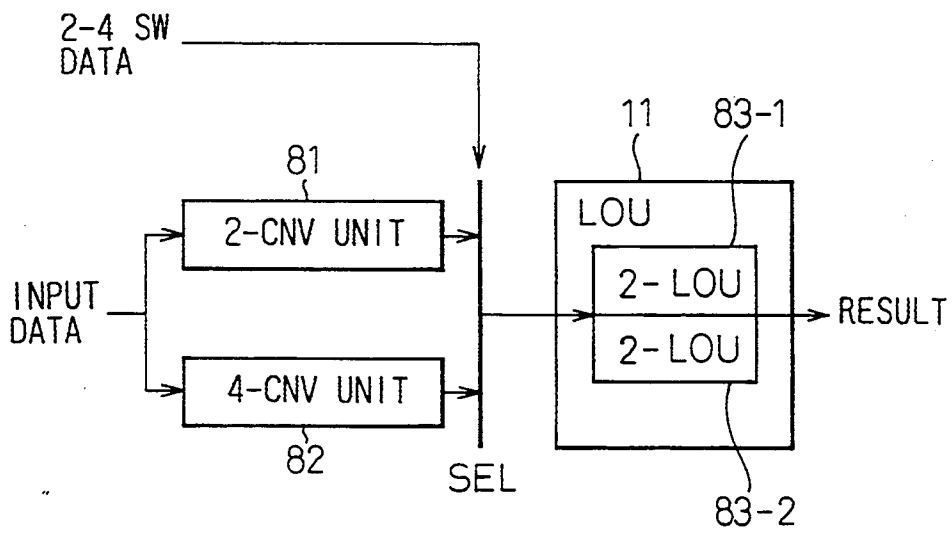 2-4 SW
DATA
11
83-1
81
LOU
2-CNV UNIT
2-LOU
INPUT
DATA
RESULT
2-LOU
4-CNV UNIT
82
SEL
83-2